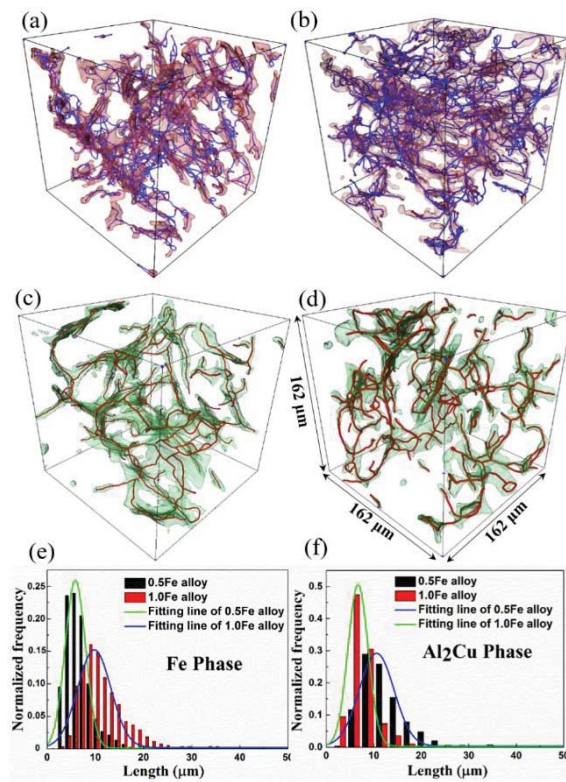 (a)
(b)
(c)
(d)
162 μm
162 μm
162 μm
(e)
(f)
Normalized frequency
0.25
0.20
0.15
0.10
0.05
0
0.5Fe alloy
1.0Fe alloy
Fitting line of 0.5Fe alloy
Fitting line of 1.0Fe alloy
Fe Phase
0 10 20 30 40 50
Length (μm)
Normalized frequency
0.5
0.4
0.3
0.2
0.1
0.0
0.5Fe alloy
1.0Fe alloy
Fitting line of 0.5Fe alloy
Fitting line of 1.0Fe alloy
Al2Cu Phase
0 10 20 30 40 50
Length (μm)